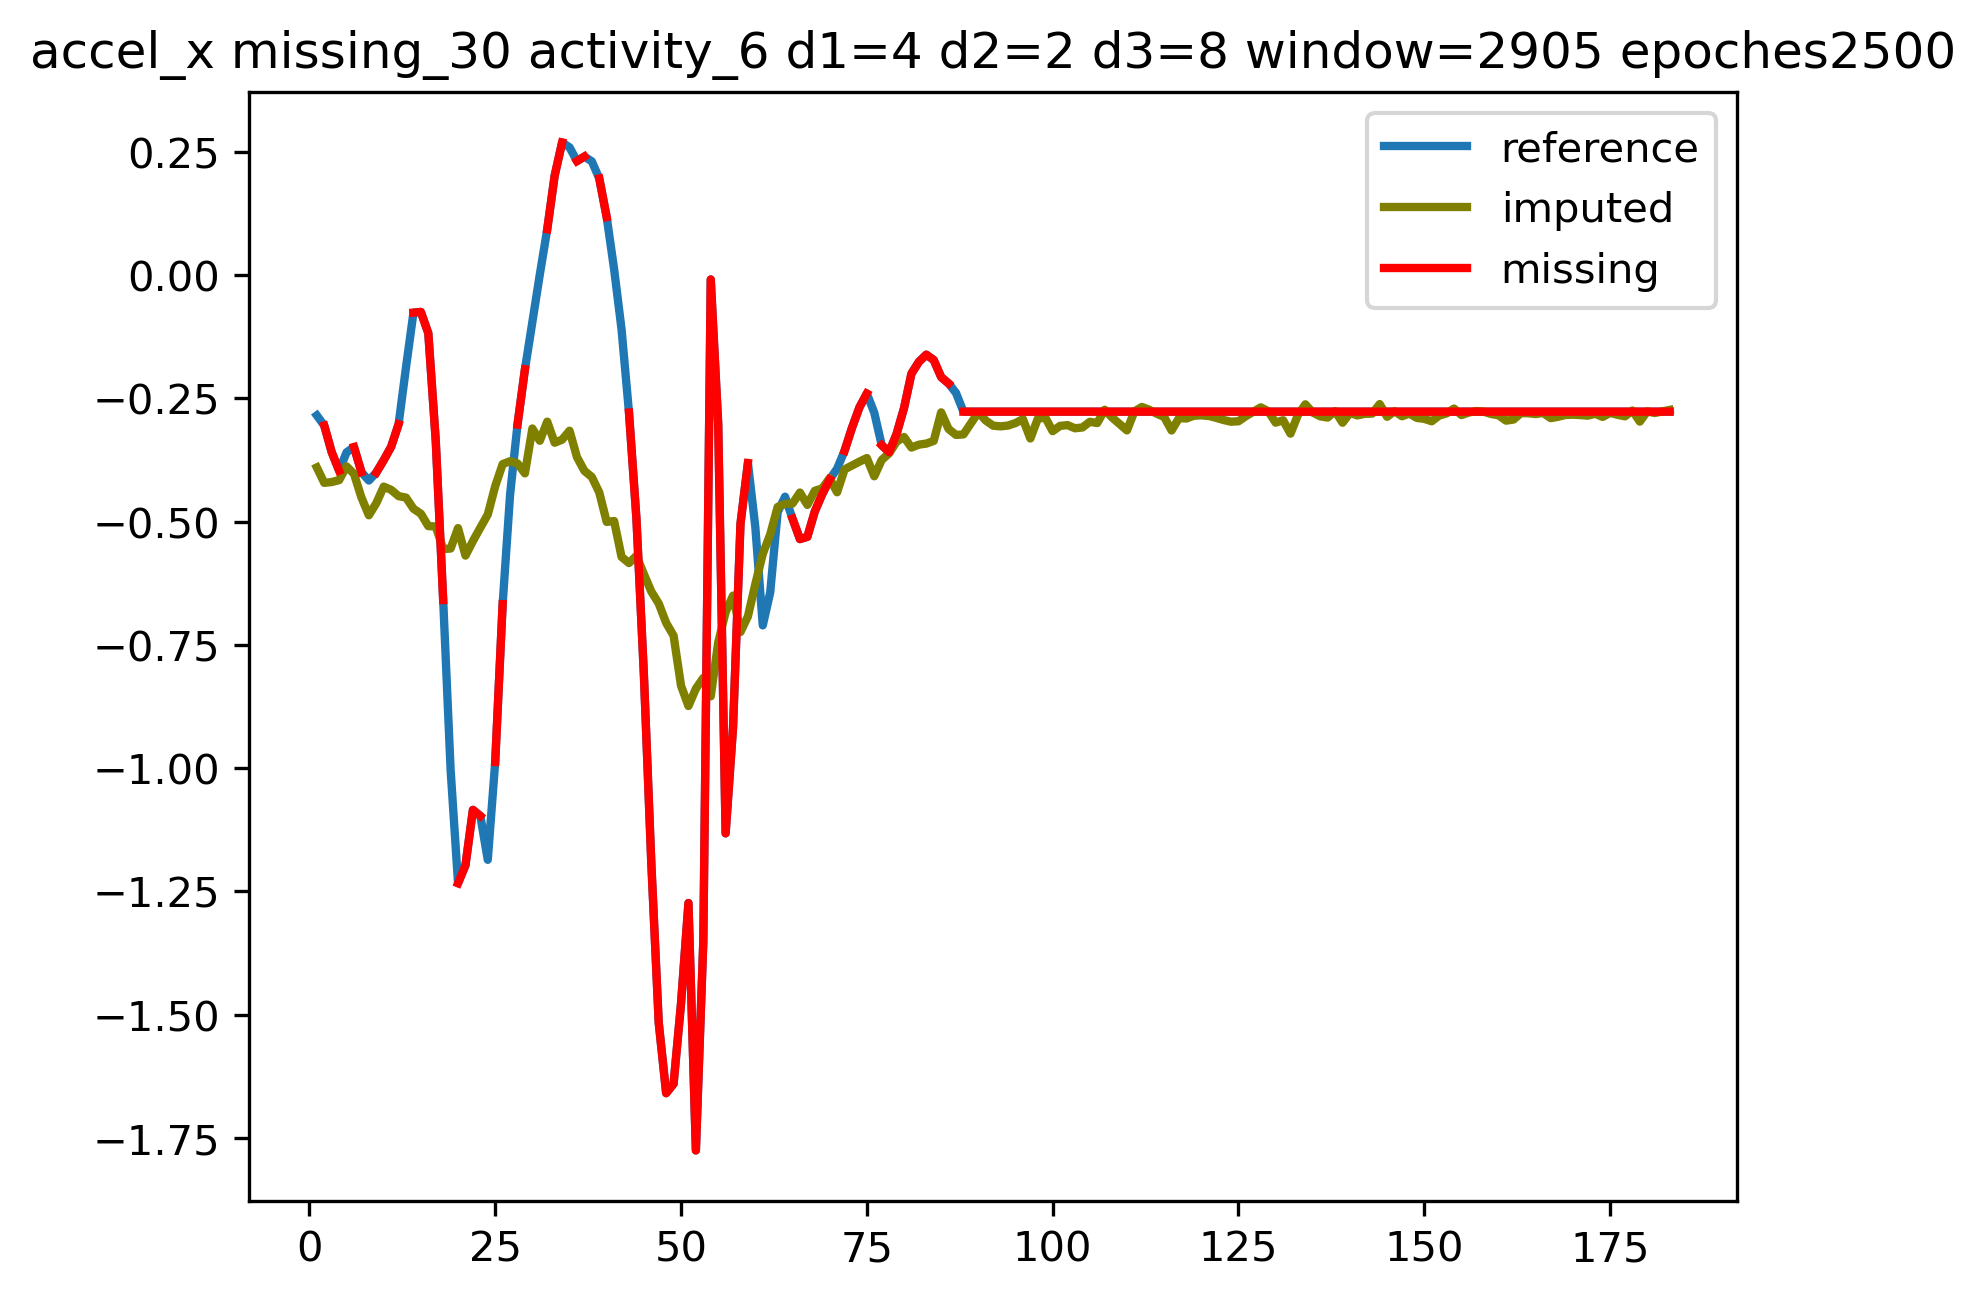 accel_x missing_30 activity_6 d1=4 d2=2 d3=8 window=2905 epoches2500
reference
imputed
missing
0.25
0.00
−0.25
−0.50
−0.75
−1.00
−1.25
−1.50
−1.75
0 25 50 75 100 125 150 175